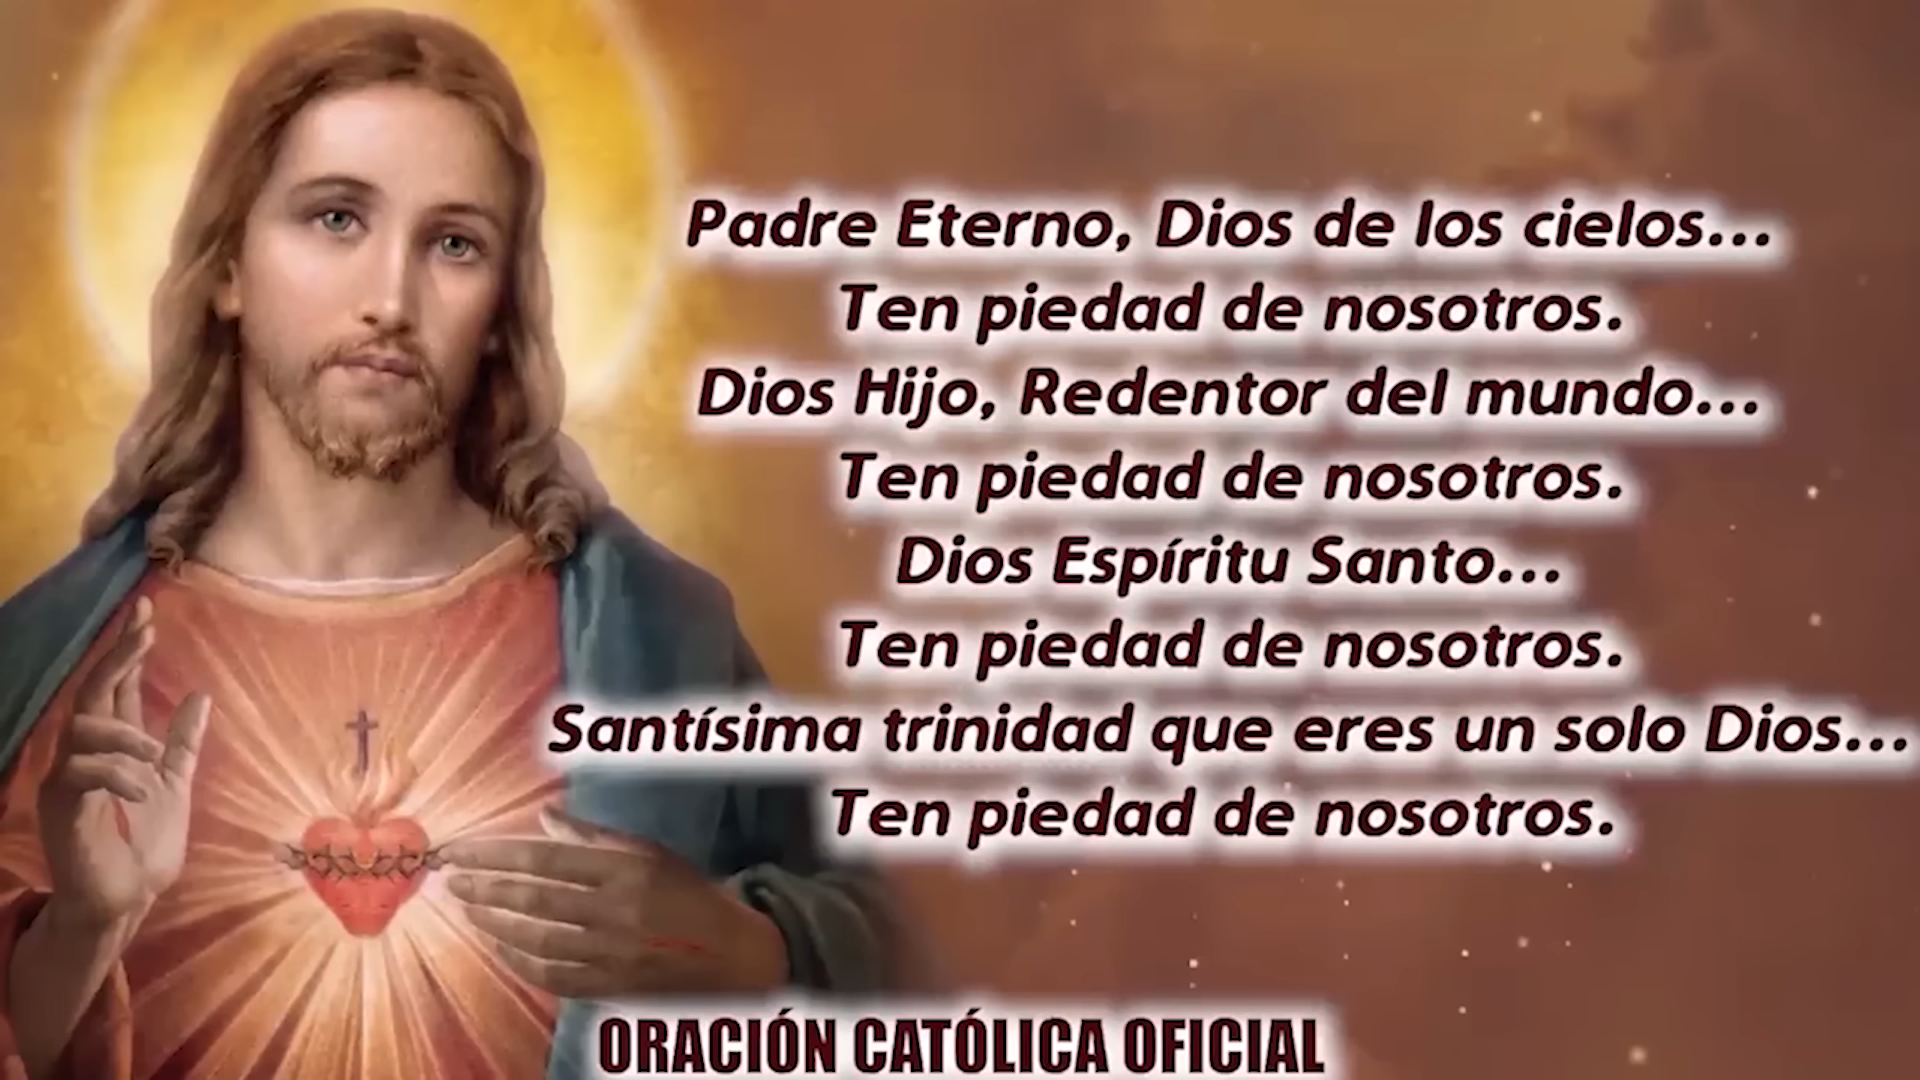 Padre Eterno, Dios de los cielos...
Ten piedad de nosotros.
Dios Hijo, Redentor del mundo...
Ten piedad de nosotros.
Dios Espíritu Santo...
Ten piedad de nosotros.
Santísima trinidad que eres un solo Dios...
Ten piedad de nosotros.
ORACIÓN CATÓLICA OFICIAL